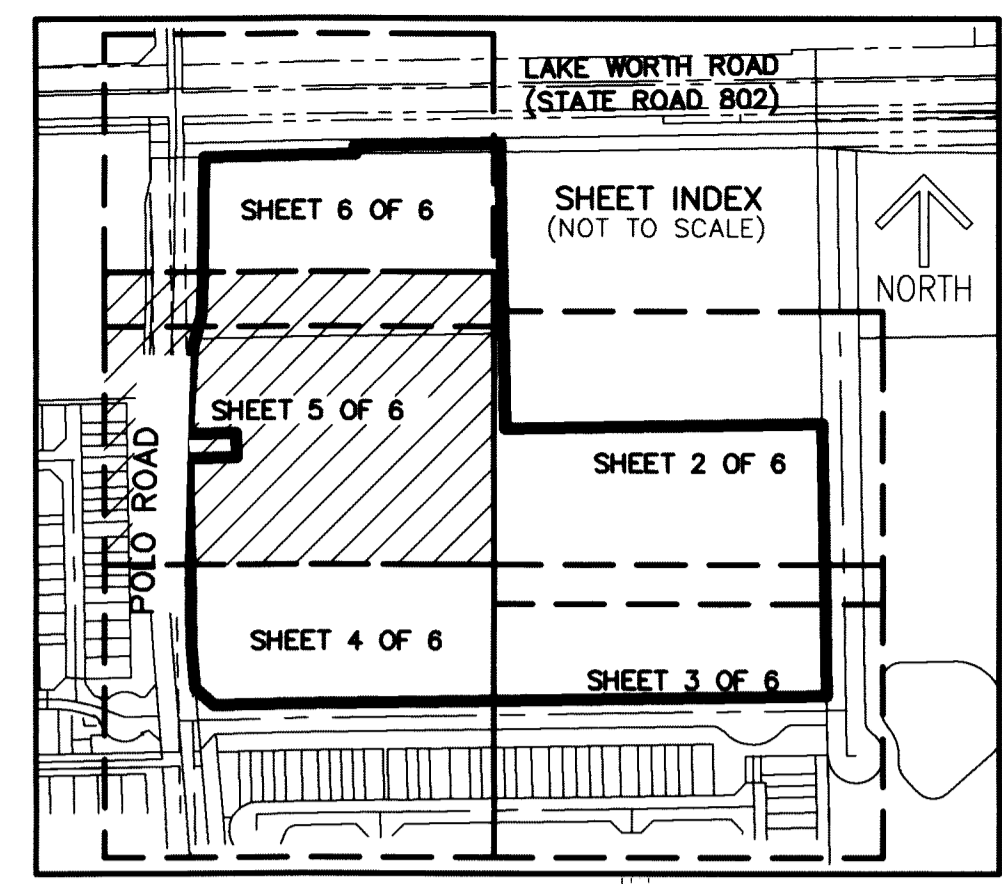 LAKE WORTH ROAD
(STATE ROAD 802)
SHEET 6 OF 6
SHEET INDEX
(NOT TO SCALE)
NORTH
SHEET 5 OF 6
POLO ROAD
SHEET 2 OF 6
SHEET 4 OF 6
SHEET 3 OF 6